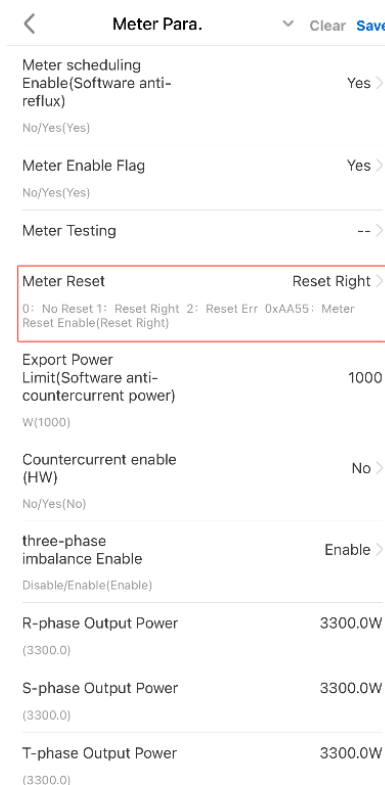 Meter Para.
Clear Save
Meter scheduling
Enable(Software anti-
reflux)
Yes
No/Yes(Yes)
Meter Enable Flag
Yes
No/Yes(Yes)
Meter Testing
--
Meter Reset
Reset Right
0: No Reset 1: Reset Right 2: Reset Err 0xAA55: Meter
Reset Enable(Reset Right)
Export Power
Limit(Software anti-
countercurrent power)
1000
W(1000)
Countercurrent enable
(HW)
No
No/Yes(No)
three-phase
imbalance Enable
Enable
Disable/Enable(Enable)
R-phase Output Power
3300.0W
(3300.0)
S-phase Output Power
3300.0W
(3300.0)
T-phase Output Power
3300.0W
(3300.0)